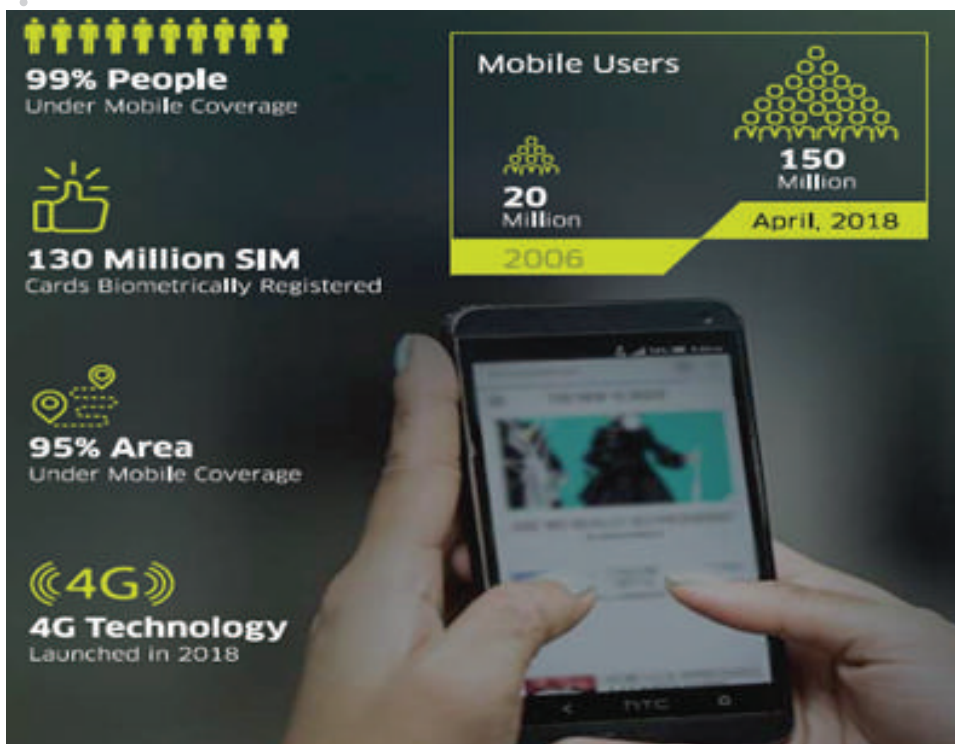 99% People
Under Mobile Coverage
130 Million SIM
Cards Biometrically Registered
95% Area
Under Mobile Coverage
4G
4G Technology
Launched in 2018
Mobile Users
20
Million
2006
150
Million
April, 2018
hTC